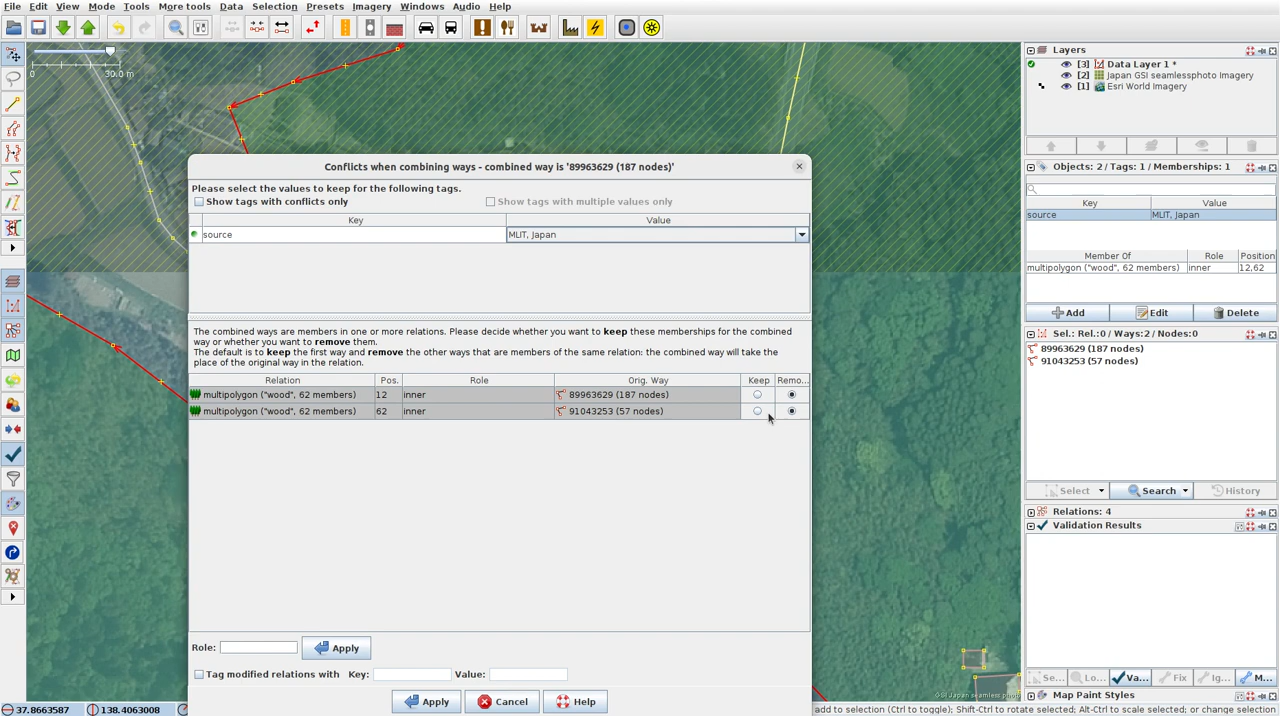 File Edit View Mode Tools More tools Data Selection Presets Imagery Windows Audio Help
0 30.0 m
Layers
[3] Data Layer 1 *
[2] Japan GSI seamlessphoto Imagery
[1] Esri World Imagery
Objects: 2 / Tags: 1 / Memberships: 1
Key Value
source MLIT, Japan
Member Of Role Position
multipolygon ("wood", 62 members) inner 12,62
Add Edit Delete
Sel.: Rel.:0 / Ways:2 / Nodes:0
89963629 (187 nodes)
91043253 (57 nodes)
Select Search History
Relations: 4
Validation Results
Se... Lo... Va... Fix Ig... M...
Map Paint Styles
Conflicts when combining ways - combined way is '89963629 (187 nodes)'
Please select the values to keep for the following tags.
Show tags with conflicts only Show tags with multiple values only
Key Value
source MLIT, Japan
The combined ways are members in one or more relations. Please decide whether you want to keep these memberships for the combined
way or whether you want to remove them.
The default is to keep the first way and remove the other ways that are members of the same relation: the combined way will take the
place of the original way in the relation.
Relation Pos. Role Orig. Way Keep Remo...
multipolygon ("wood", 62 members) 12 inner 89963629 (187 nodes)
multipolygon ("wood", 62 members) 62 inner 91043253 (57 nodes)
Role: Apply
Tag modified relations with Key: Value:
Apply Cancel Help
37.8663587 138.4063008 add to selection (Ctrl to toggle); Shift-Ctrl to rotate selected; Alt-Ctrl to scale selected; or change selection